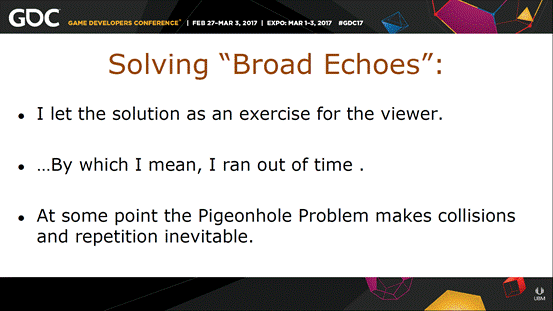 GDC GAME DEVELOPERS CONFERENCE® | FEB 27-MAR 3, 2017 | EXPO: MAR 1-3, 2017 #GDC17
Solving “Broad Echoes”:
• I let the solution as an exercise for the viewer.
• …By which I mean, I ran out of time .
• At some point the Pigeonhole Problem makes collisions
and repetition inevitable.
UBM